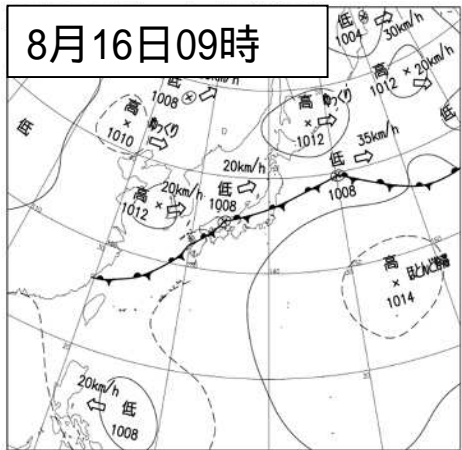 8月16日09時
低 ⊗
1004
30km/h
高 × 20km/h
1012
低
km/h
1008 ⊗
高 ゆっくり
×
1010
高 ゆっくり
×
1012
低
低 35km/h
1008
20km/h
低
1008
高 20km/h
×
1012
高 ほとんど停滞
×
1014
20km/h
低
1008